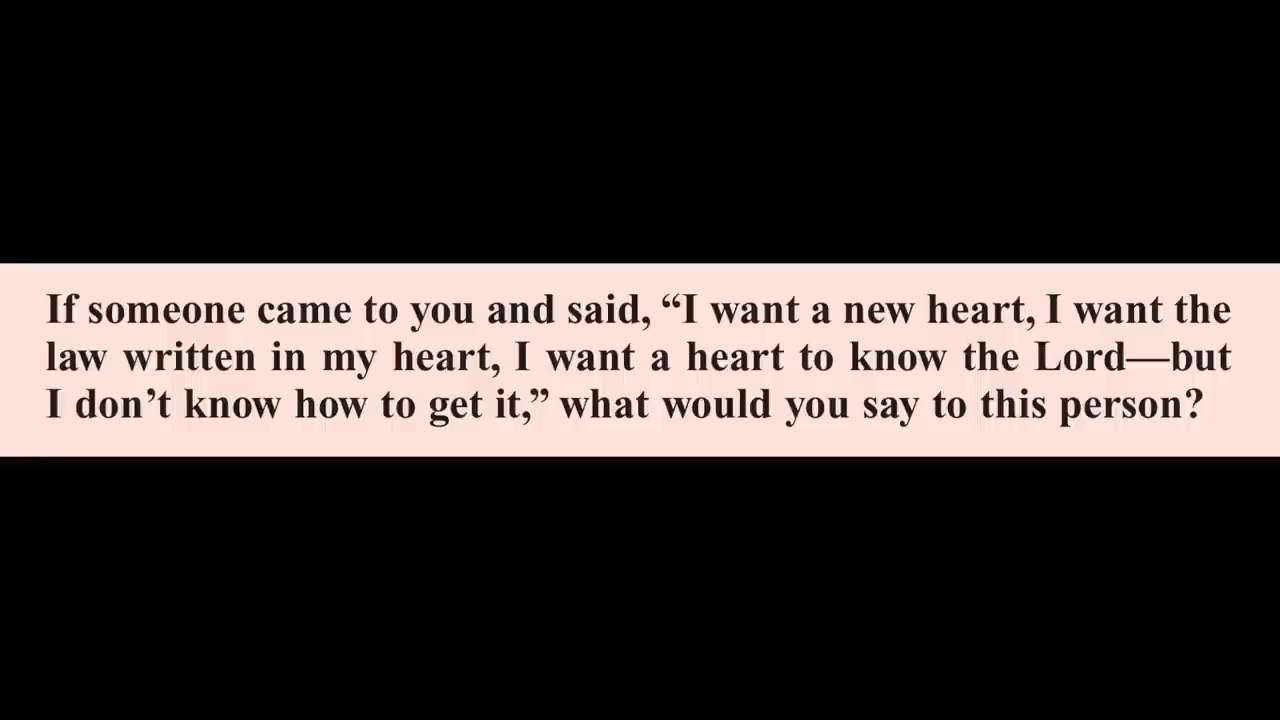 If someone came to you and said, “I want a new heart, I want the
law written in my heart, I want a heart to know the Lord—but
I don’t know how to get it,” what would you say to this person?